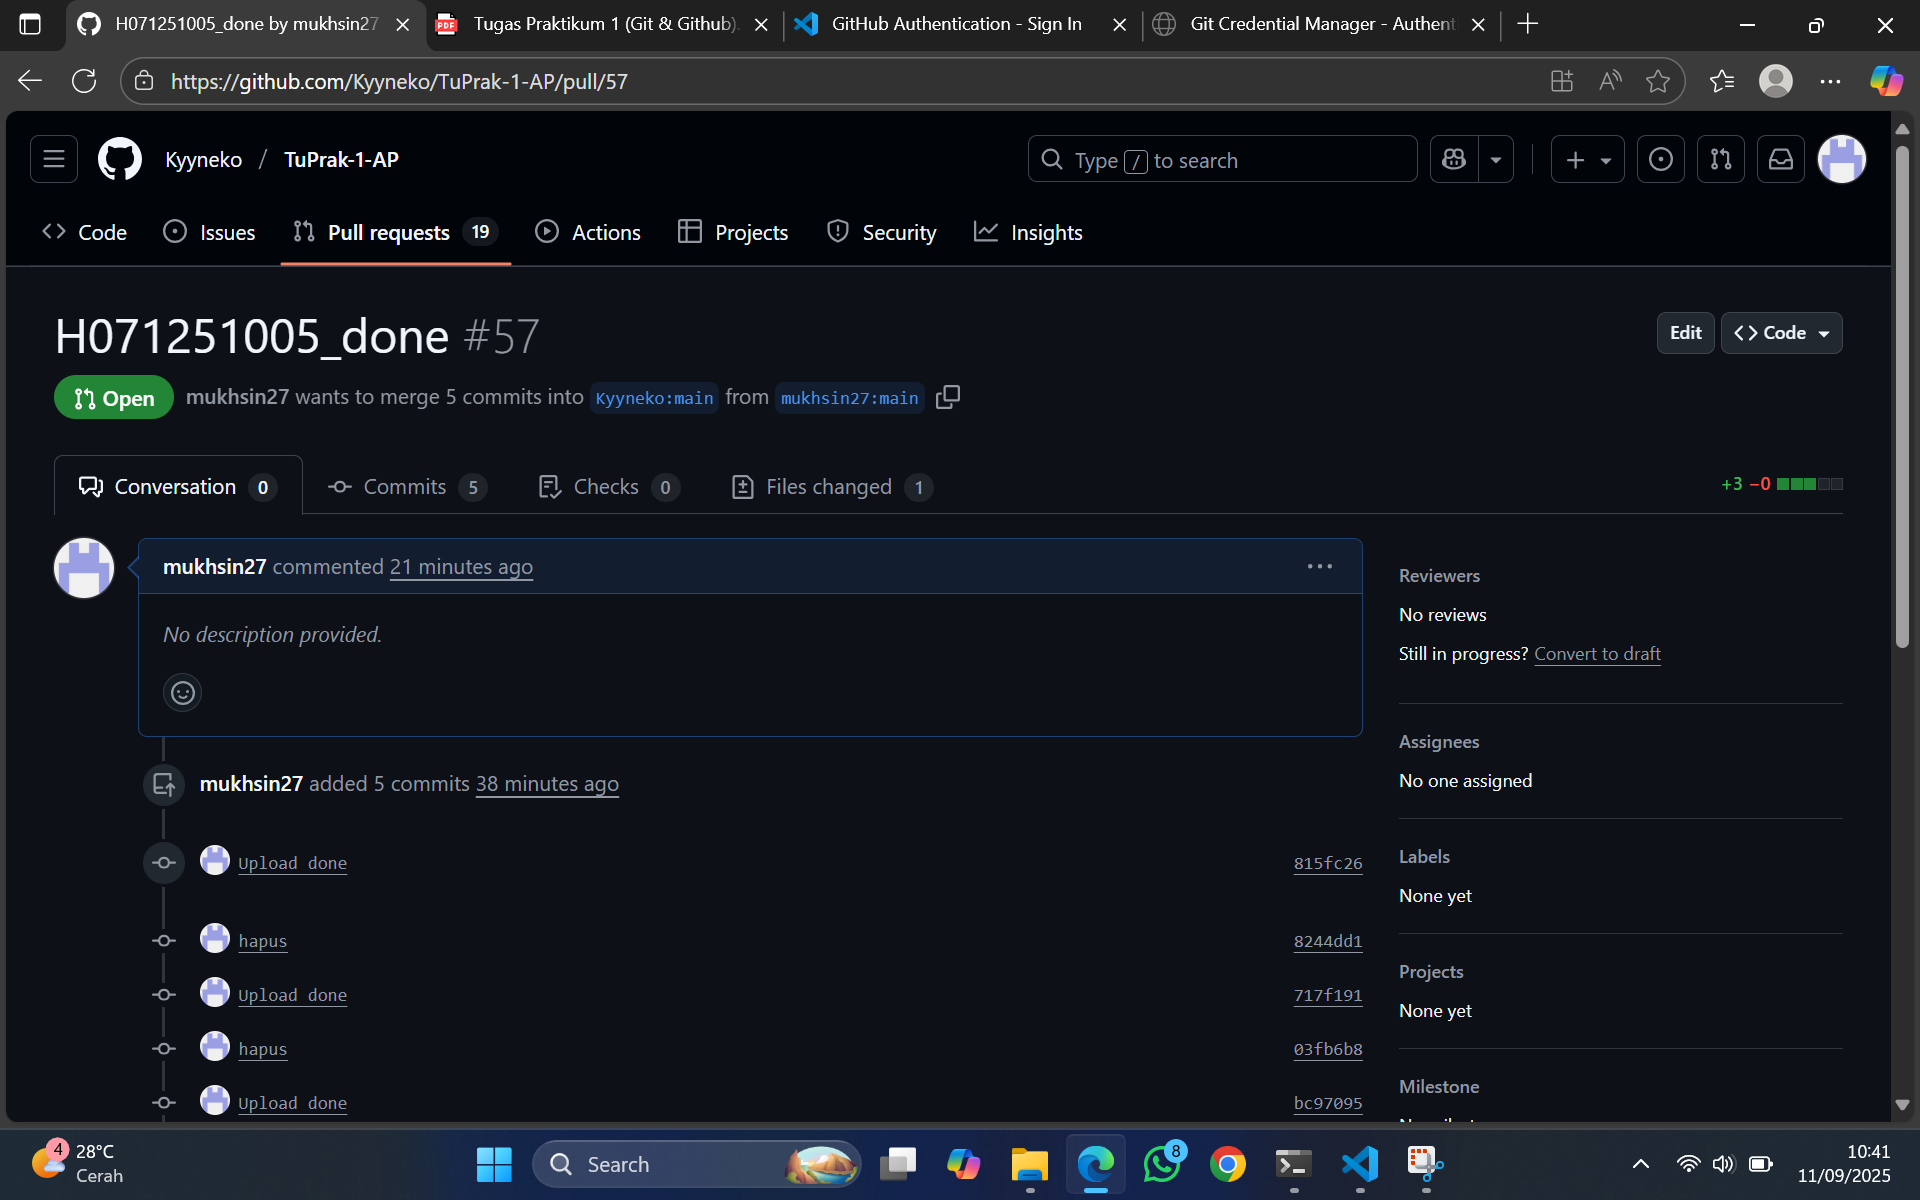 H071251005_done by mukhsin27
PDF
Tugas Praktikum 1 (Git & Github).
GitHub Authentication - Sign In
Git Credential Manager - Authent
https://github.com/Kyyneko/TuPrak-1-AP/pull/57
Kyyneko / TuPrak-1-AP
Type / to search
Code
Issues
Pull requests 19
Actions
Projects
Security
Insights
H071251005_done #57
Edit
Code
Open
mukhsin27 wants to merge 5 commits into Kyyneko:main from mukhsin27:main
Conversation 0
Commits 5
Checks 0
Files changed 1
+3 −0
mukhsin27 commented 21 minutes ago
No description provided.
Reviewers
No reviews
Still in progress? Convert to draft
Assignees
No one assigned
mukhsin27 added 5 commits 38 minutes ago
Upload done 815fc26
Labels
None yet
hapus 8244dd1
Upload done 717f191
Projects
None yet
hapus 03fb6b8
Upload done bc97095
Milestone
4
28°C
Cerah
Search
8
10:41
11/09/2025